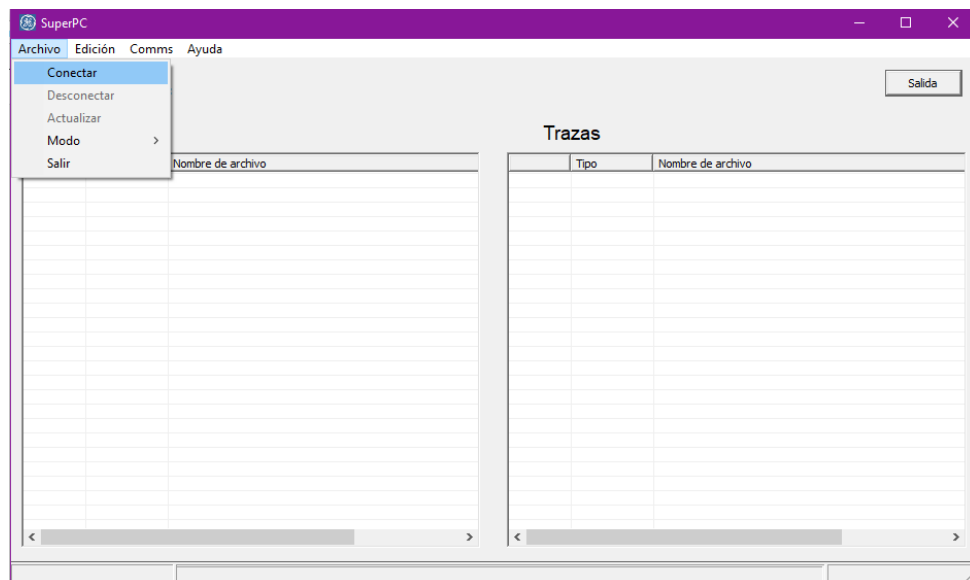 SuperPC
Archivo Edición Comms Ayuda
Conectar
Desconectar
Actualizar
Modo
Salir
Salida
Trazas
Nombre de archivo
Tipo Nombre de archivo